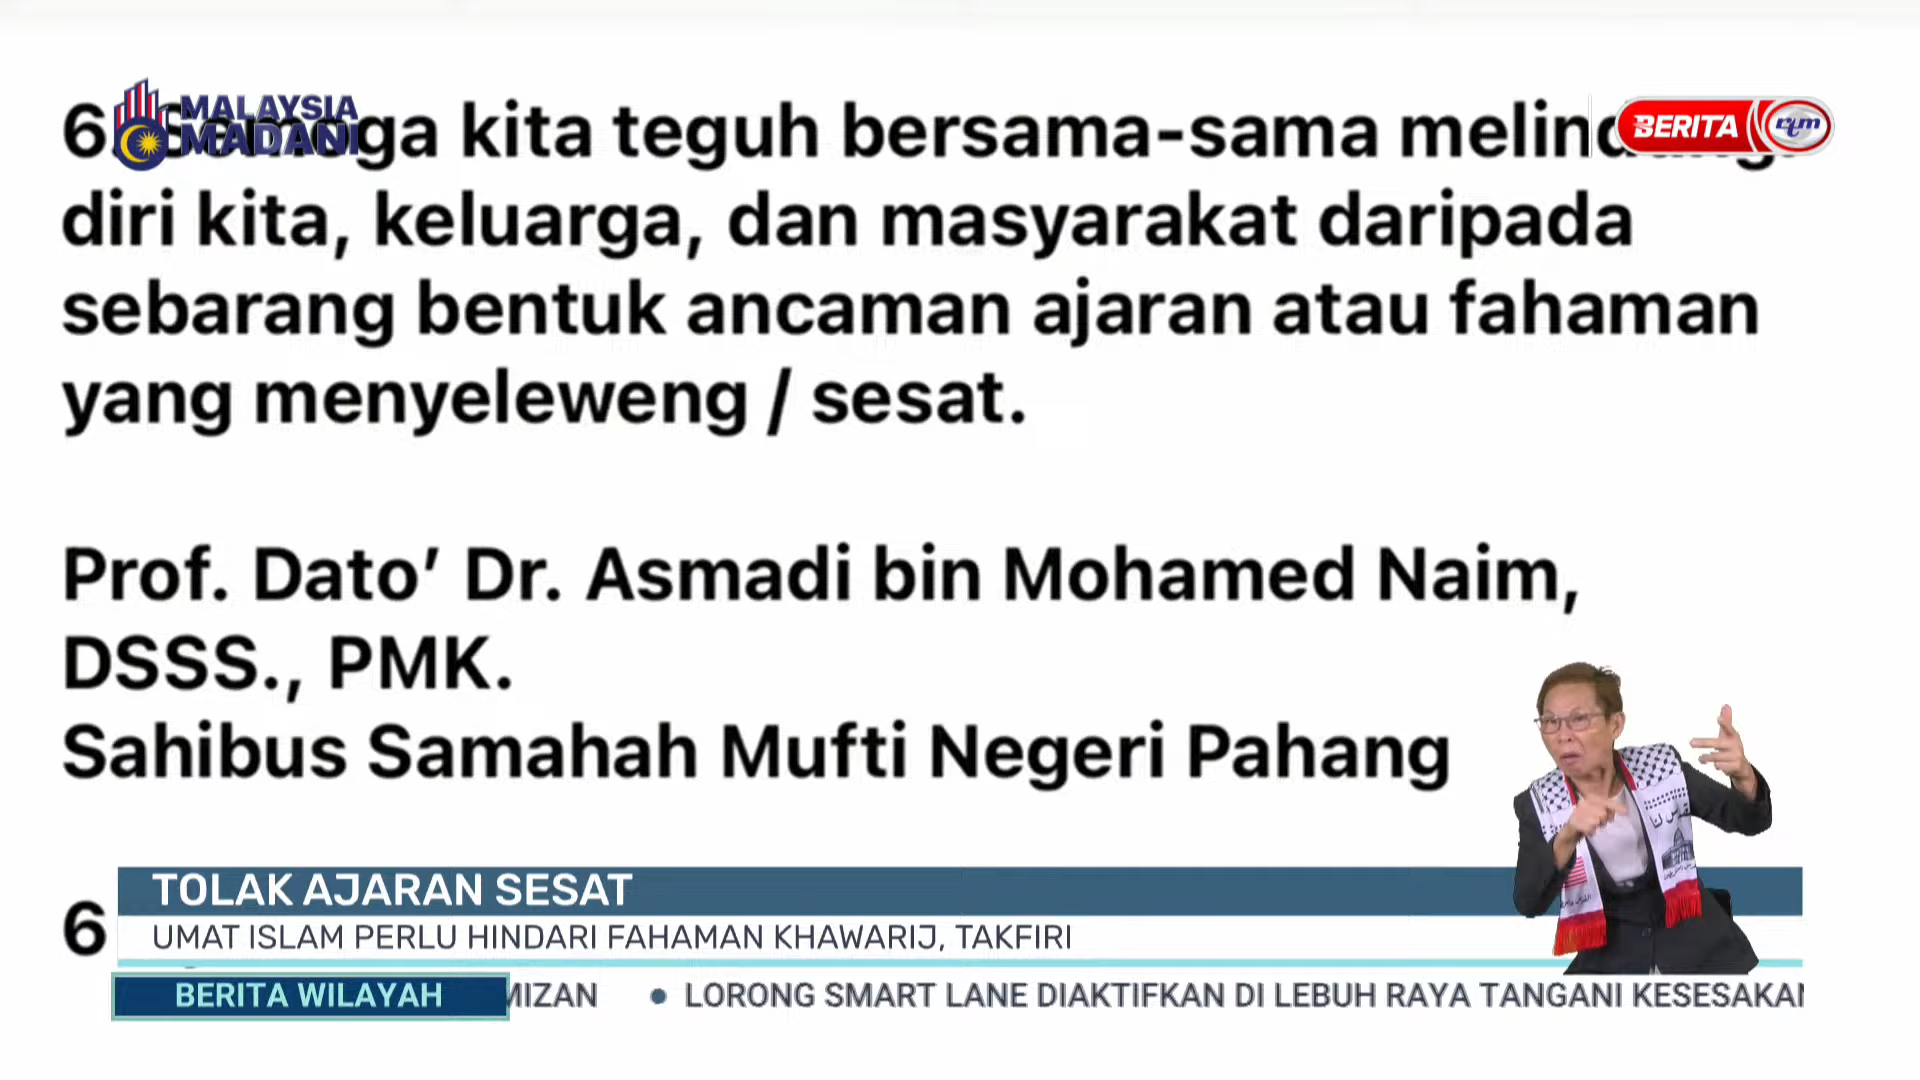 MALAYSIA
MADANI
BERITA rtm
kita teguh bersama-sama
diri kita, keluarga, dan masyarakat daripada
sebarang bentuk ancaman ajaran atau fahaman
yang menyeleweng / sesat.
Prof. Dato’ Dr. Asmadi bin Mohamed Naim,
DSSS., PMK.
Sahibus Samahah Mufti Negeri Pahang
6
TOLAK AJARAN SESAT
UMAT ISLAM PERLU HINDARI FAHAMAN KHAWARIJ, TAKFIRI
BERITA WILAYAH
MIZAN • LORONG SMART LANE DIAKTIFKAN DI LEBUH RAYA TANGANI KESESAKAN